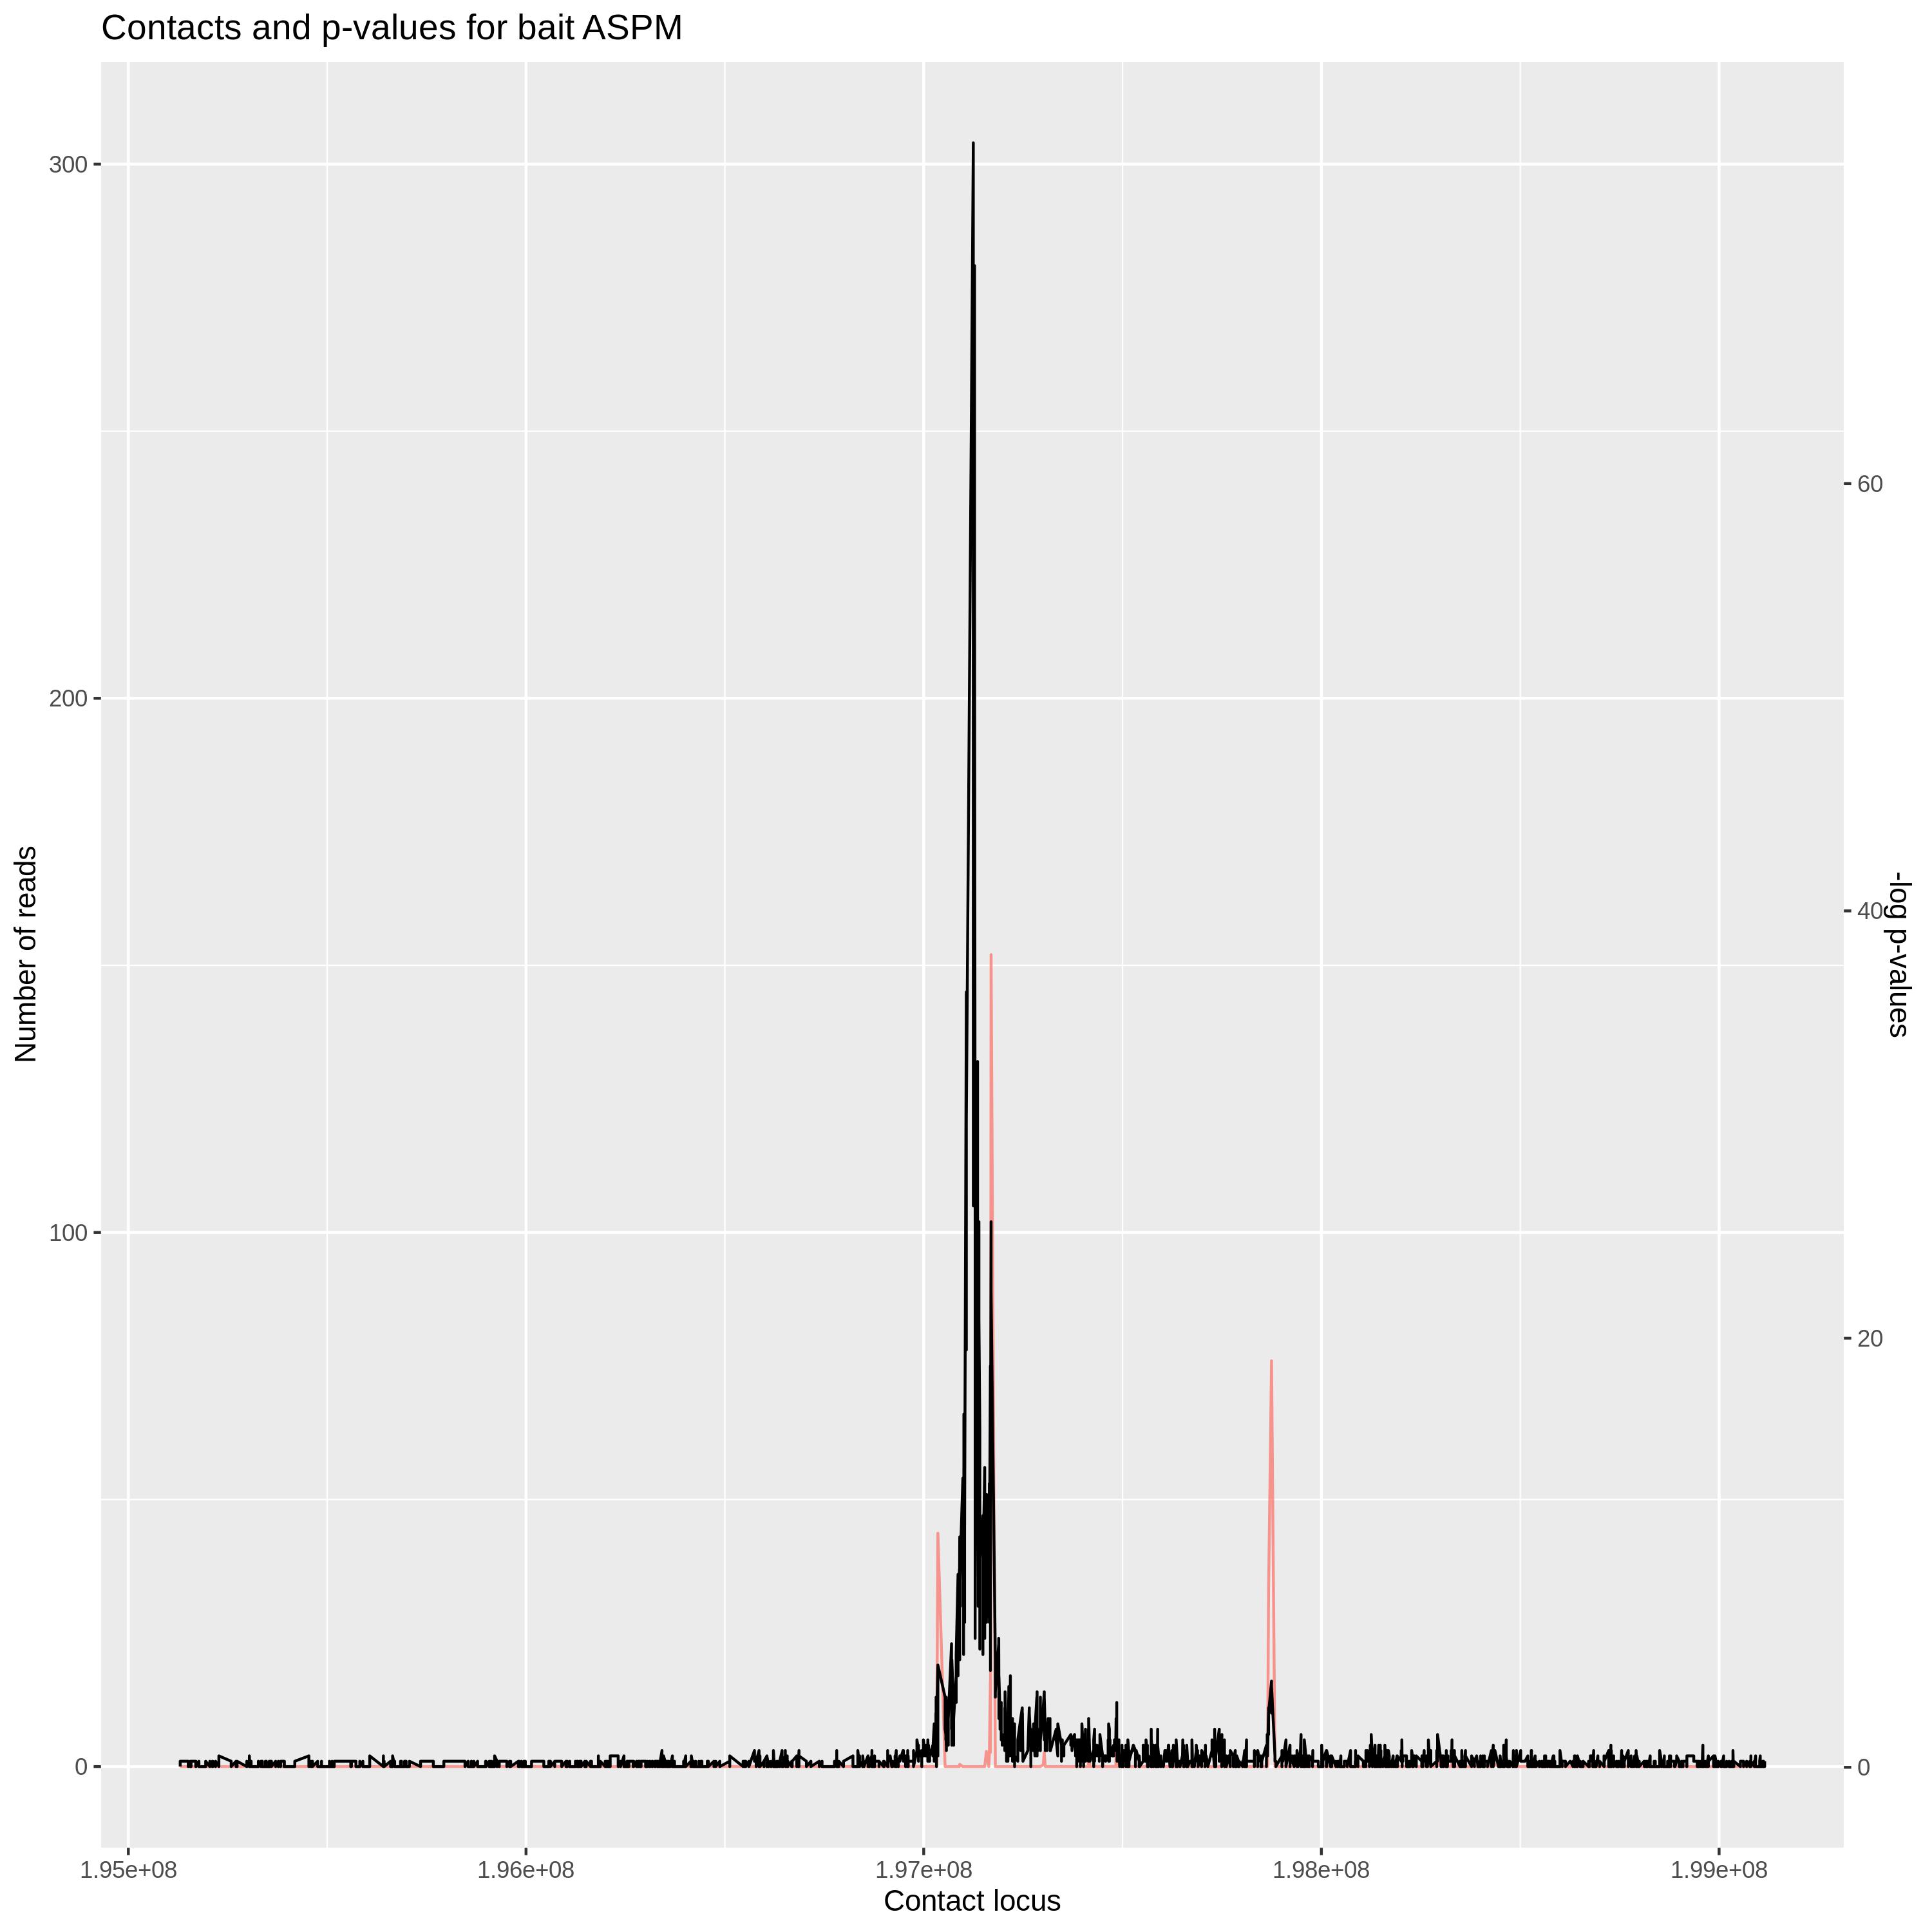 Contacts and p-values for bait ASPM
300
200
100
0
Number of reads
60
40
20
0
-log p-values
1.95e+08
1.96e+08
1.97e+08
1.98e+08
1.99e+08
Contact locus